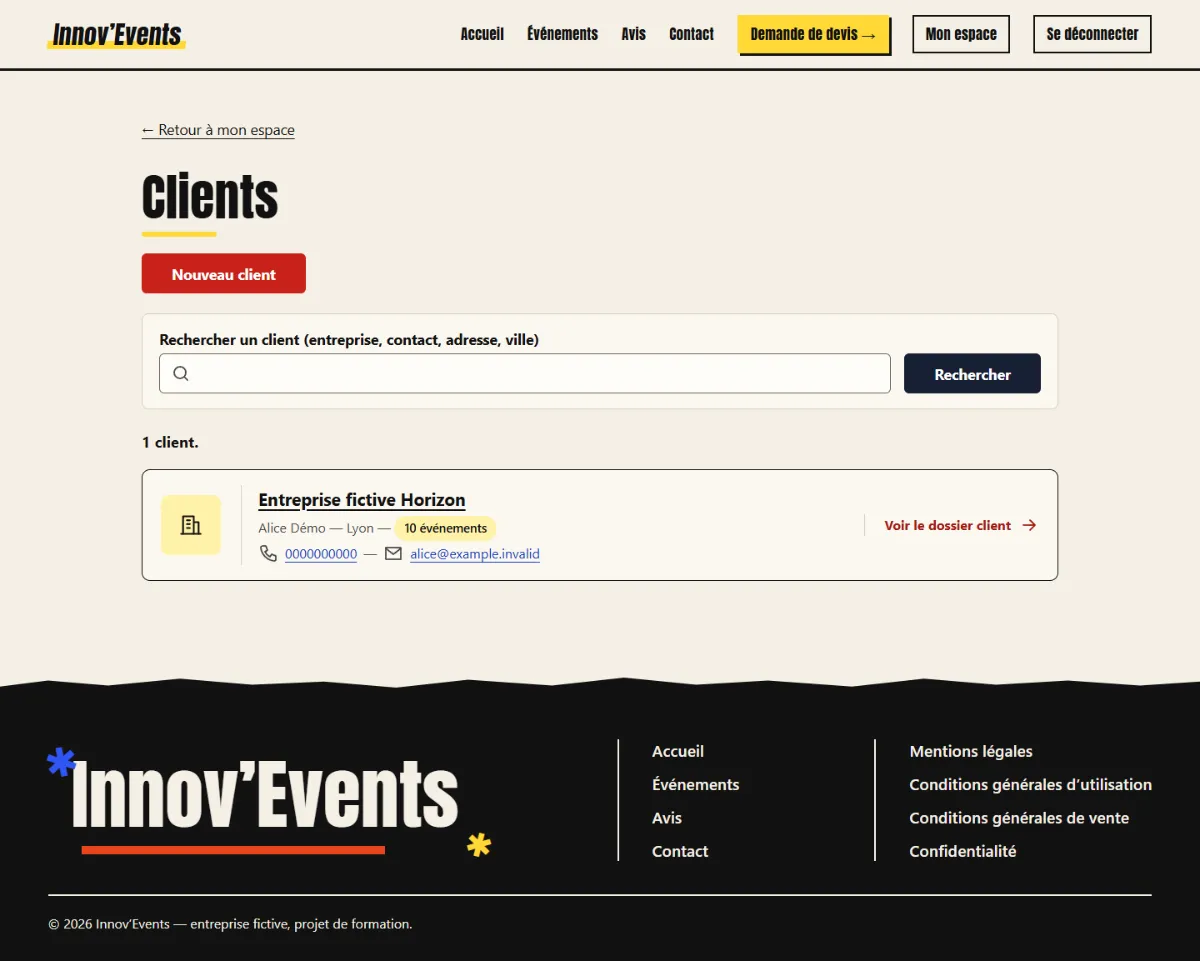 Innov’Events
Accueil Événements Avis Contact Demande de devis → Mon espace Se déconnecter
← Retour à mon espace
Clients
Nouveau client
Rechercher un client (entreprise, contact, adresse, ville)
Rechercher
1 client.
Entreprise fictive Horizon
Alice Démo — Lyon — 10 événements
0000000000 — alice@example.invalid
Voir le dossier client →
Innov’Events
Accueil
Événements
Avis
Contact
Mentions légales
Conditions générales d’utilisation
Conditions générales de vente
Confidentialité
© 2026 Innov’Events — entreprise fictive, projet de formation.